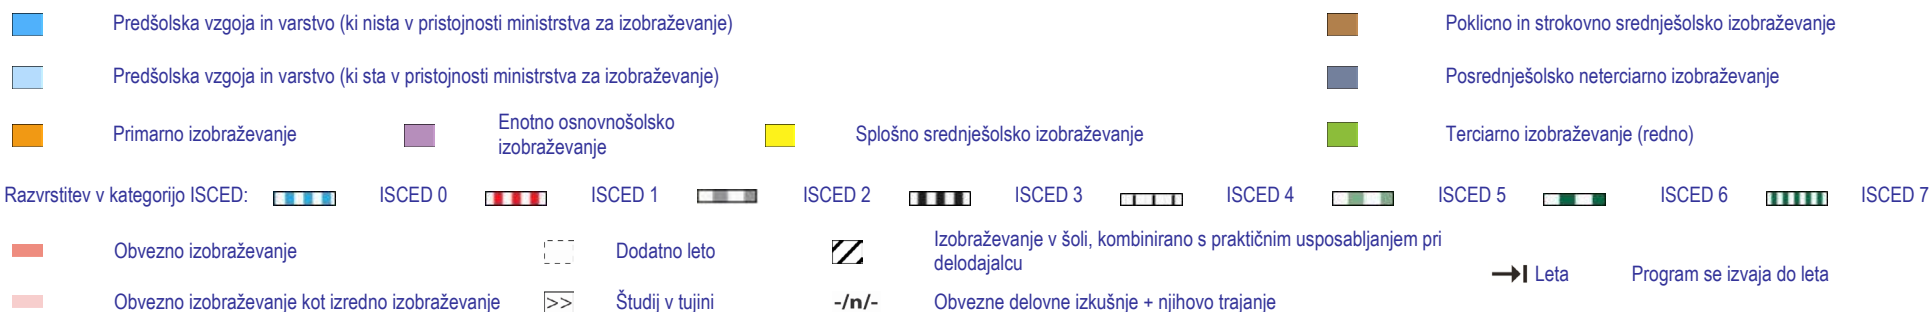 Predšolska vzgoja in varstvo (ki nista v pristojnosti ministrstva za izobraževanje)
Poklicno in strokovno srednješolsko izobraževanje
Predšolska vzgoja in varstvo (ki sta v pristojnosti ministrstva za izobraževanje)
Posrednješolsko neterciarno izobraževanje
Primarno izobraževanje
Enotno osnovnošolsko
izobraževanje
Splošno srednješolsko izobraževanje
Terciarno izobraževanje (redno)
Razvrstitev v kategorijo ISCED: ISCED 0 ISCED 1 ISCED 2 ISCED 3 ISCED 4 ISCED 5 ISCED 6 ISCED 7
Obvezno izobraževanje
Dodatno leto
Izobraževanje v šoli, kombinirano s praktičnim usposabljanjem pri
delodajalcu
Leta Program se izvaja do leta
Obvezno izobraževanje kot izredno izobraževanje
>> Študij v tujini
-/n/- Obvezne delovne izkušnje + njihovo trajanje